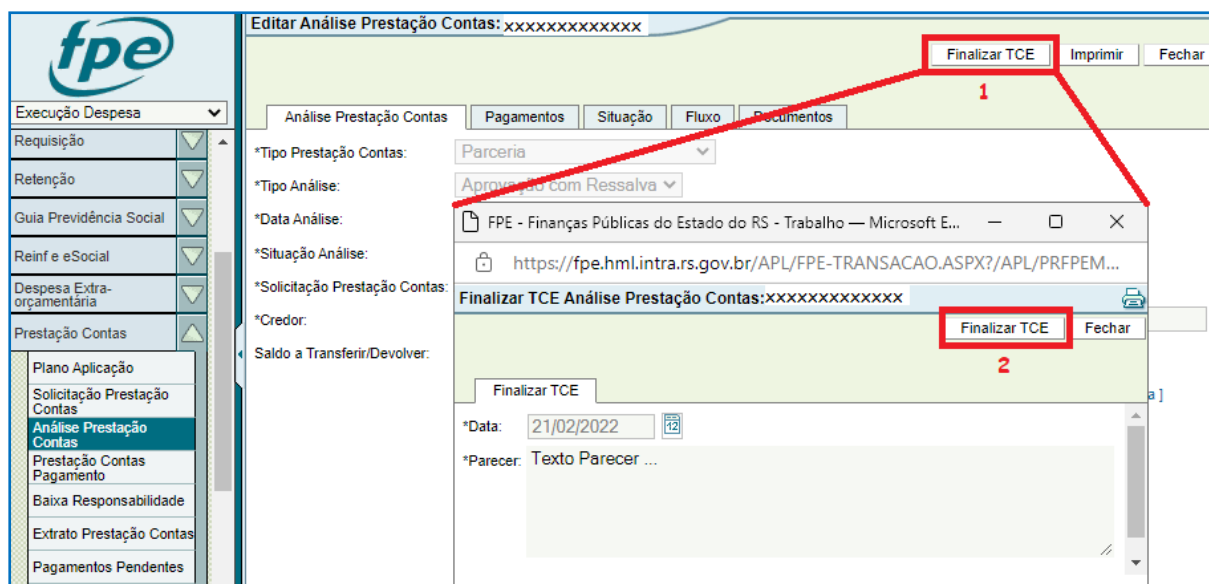 fpe
Execução Despesa
Requisição
Retenção
Guia Previdência Social
Reinf e eSocial
Despesa Extra-
orçamentária
Prestação Contas
Plano Aplicação
Solicitação Prestação
Contas
Análise Prestação
Contas
Prestação Contas
Pagamento
Baixa Responsabilidade
Extrato Prestação Contas
Pagamentos Pendentes
Editar Análise Prestação Contas: xxxxxxxxxxxxx
Finalizar TCE Imprimir Fechar
1
Análise Prestação Contas Pagamentos Situação Fluxo Documentos
*Tipo Prestação Contas: Parceria
*Tipo Análise: Aprovação com Ressalva
*Data Análise:
*Situação Análise:
*Solicitação Prestação Contas:
*Credor:
Saldo a Transferir/Devolver:
a ]
FPE - Finanças Públicas do Estado do RS - Trabalho — Microsoft E...
https://fpe.hml.intra.rs.gov.br/APL/FPE-TRANSACAO.ASPX?/APL/PRFPEM...
Finalizar TCE Análise Prestação Contas:xxxxxxxxxxxxx
Finalizar TCE Fechar
2
Finalizar TCE
*Data: 21/02/2022 12
*Parecer: Texto Parecer ...